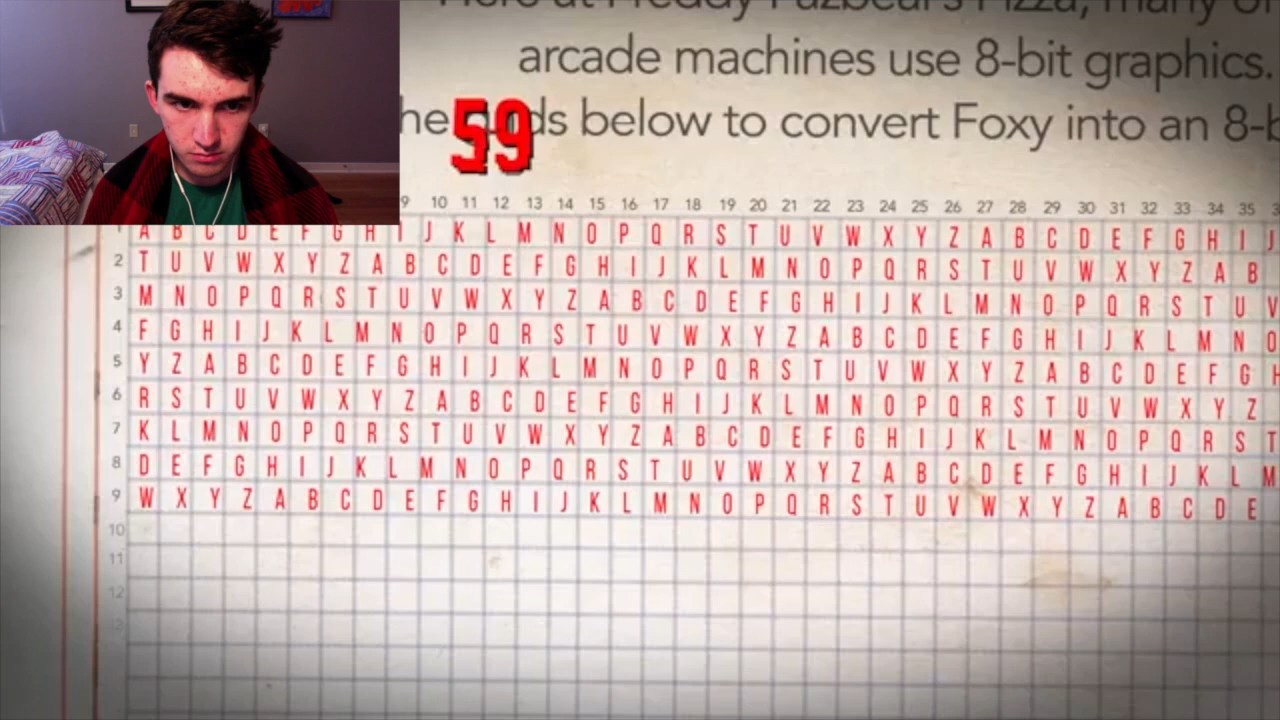 arcade machines use 8-bit graphics.
below to convert Foxy into an
59
9 10 11 12 13 14 15 16 17 18 19 20 21 22 23 24 25 26 27 28 29 30 31 32 33 34 35
1 A B C D E F G H I J K L M N O P Q R S T U V W X Y Z A B C D E F G H I J
2 T U V W X Y Z A B C D E F G H I J K L M N O P Q R S T U V W X Y Z A B
3 M N O P Q R S T U V W X Y Z A B C D E F G H I J K L M N O P Q R S T U V
4 F G H I J K L M N O P Q R S T U V W X Y Z A B C D E F G H I J K L M N O
5 Y Z A B C D E F G H I J K L M N O P Q R S T U V W X Y Z A B C D E F G H
6 R S T U V W X Y Z A B C D E F G H I J K L M N O P Q R S T U V W X Y Z
7 K L M N O P Q R S T U V W X Y Z A B C D E F G H I J K L M N O P Q R S T
8 D E F G H I J K L M N O P Q R S T U V W X Y Z A B C D E F G H I J K L M
9 W X Y Z A B C D E F G H I J K L M N O P Q R S T U V W X Y Z A B C D E
10
11
12
13